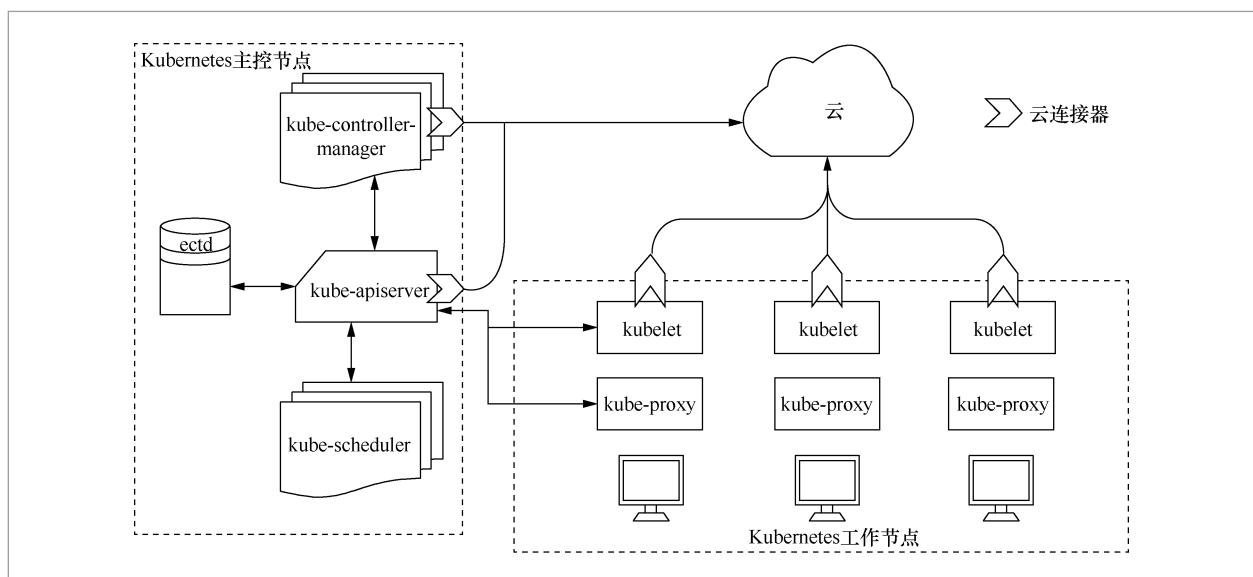 Kubernetes主控节点
kube-controller-
manager
云
云连接器
ectd
kube-apiserver
kubelet
kubelet
kubelet
kube-proxy
kube-proxy
kube-proxy
kube-scheduler
Kubernetes工作节点